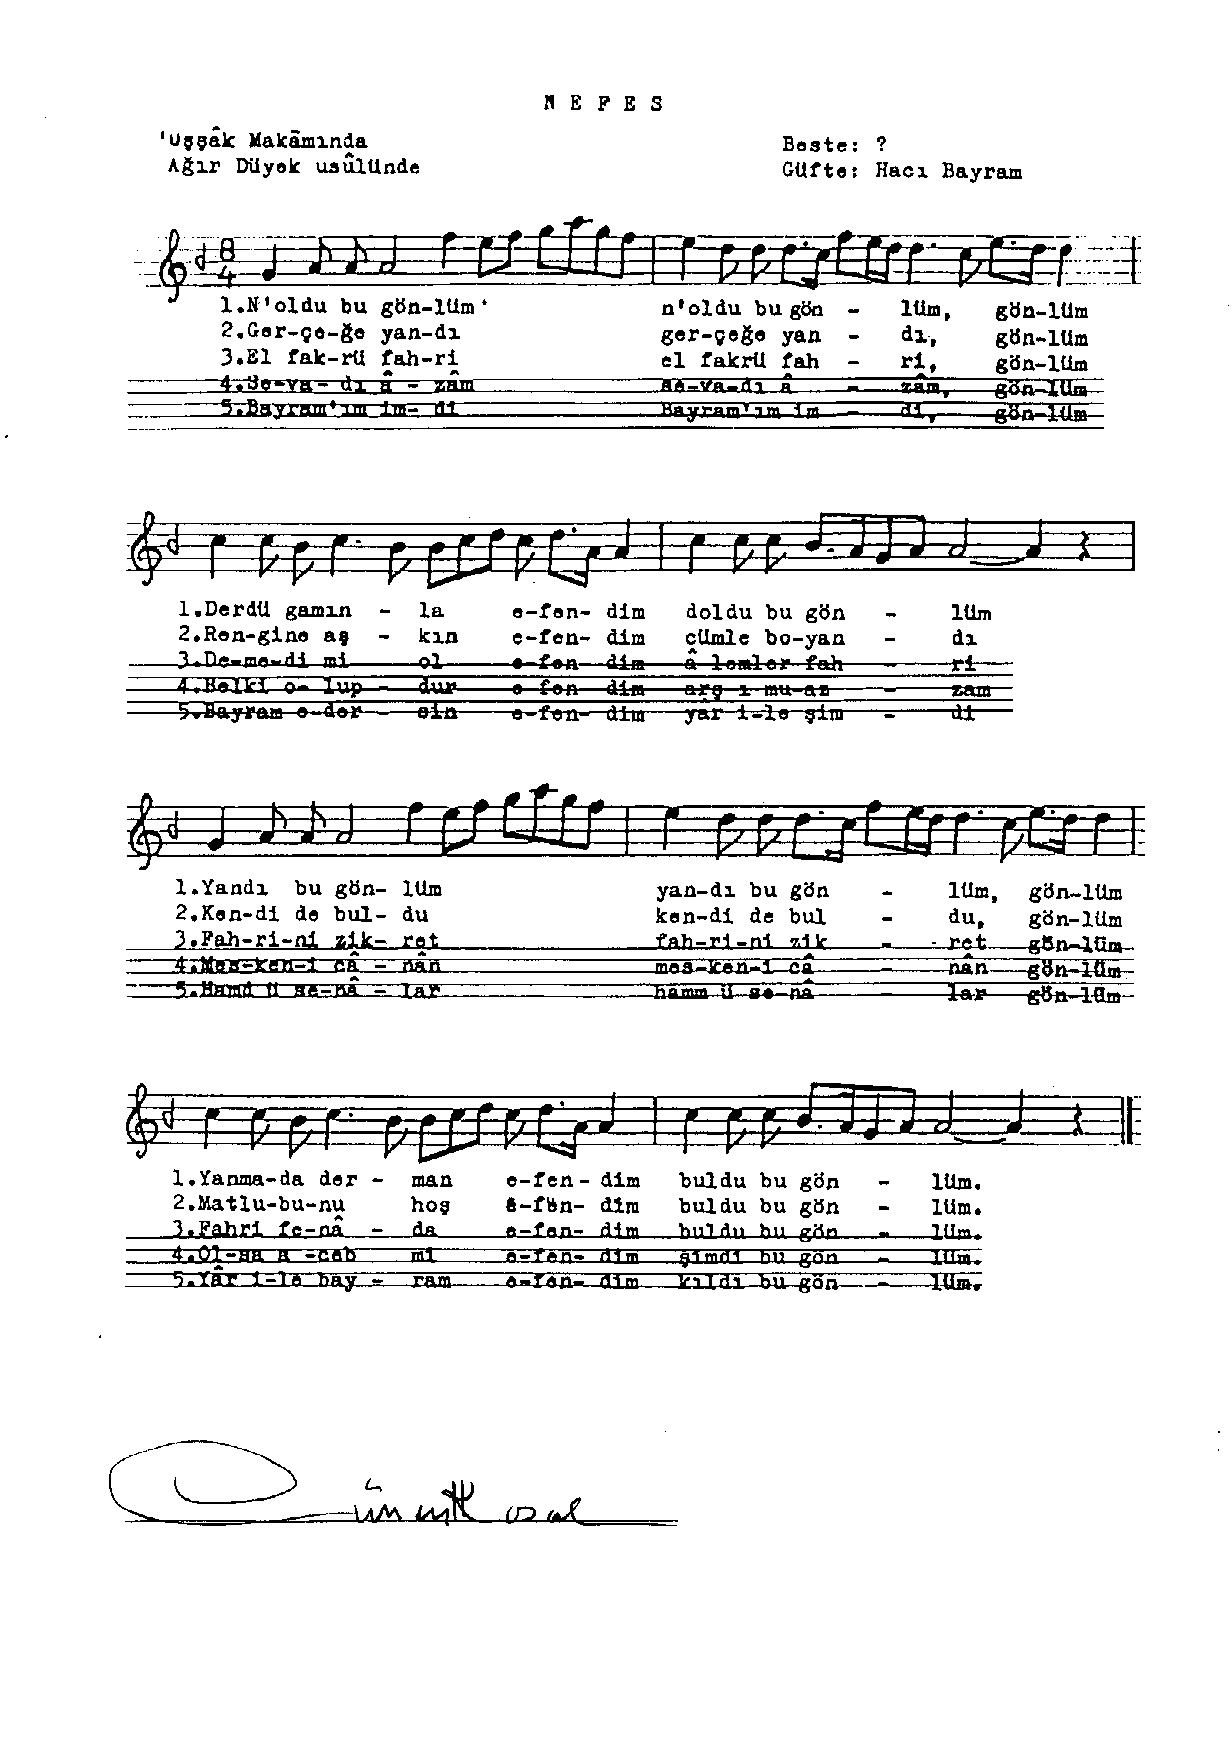 N E F E S
'Uşşâk Makāmında
Beste: ?
Ağır Düyek usûlünde
Güfte: Hacı Bayram
8
4
1.N'oldu bu gön-lüm' n'oldu bu gön - lüm, gön-lüm
2.Ger-çe-ğe yan-dı ger-çeğe yan - dı, gön-lüm
3.El fak-rü fah-ri el fakrü fah - ri, gön-lüm
4.Se-va- dı â - zâm se-va-dı â - zâm, gön-lüm
5.Bayram'ım im- di Bayram'ım im - di, gön-lüm
1.Derdü gamın - la e-fen- dim doldu bu gön - lüm
2.Ren-gine aş - kın e-fen- dim cümle bo-yan - dı
3.De-me-di mi ol e-fen dim â lemler fah - ri
4.Belki o- lup - dur e fen dim arş ı mu-az - zam
5.Bayram e-der - sin e-fen- dim yâr i-le şim - di
1.Yandı bu gön- lüm yan-dı bu gön - lüm, gön-lüm
2.Ken-di de bul- du ken-di de bul - du, gön-lüm
3.Fah-ri-ni zik- ret fah-ri-ni zik - ret gön-lüm
4.Mes-ken-i câ - nân mes-ken-i câ - nân gön-lüm
5.Hamd ü se-nâ - lar hamm ü se-nâ - lar gön-lüm
1.Yanma-da der - man e-fen- dim buldu bu gön - lüm.
2.Matlu-bu-nu hoş e-fen- dim buldu bu gön - lüm.
3.Fahri fe-nâ - da e-fen- dim buldu bu gön - lüm.
4.Ol-sa a -ceb mi e-fen- dim şimdi bu gön - lüm.
5.Yâr i-le bay - ram e-fen- dim kıldı bu gön - lüm.